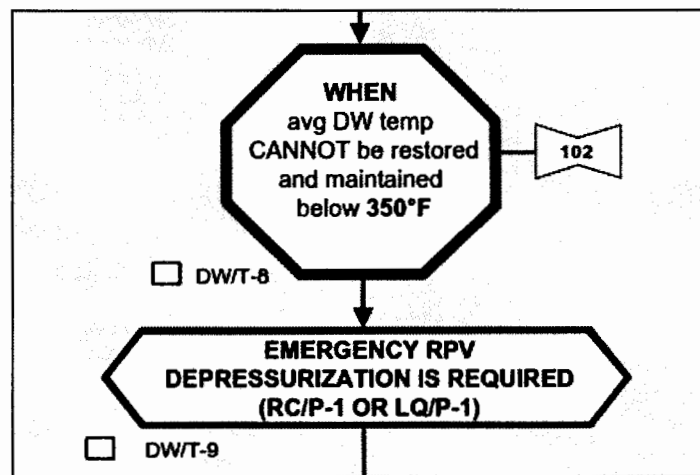 WHEN
avg DW temp
CANNOT be restored
and maintained
below 350°F
102
DW/T-8
EMERGENCY RPV
DEPRESSURIZATION IS REQUIRED
(RC/P-1 OR LQ/P-1)
DW/T-9